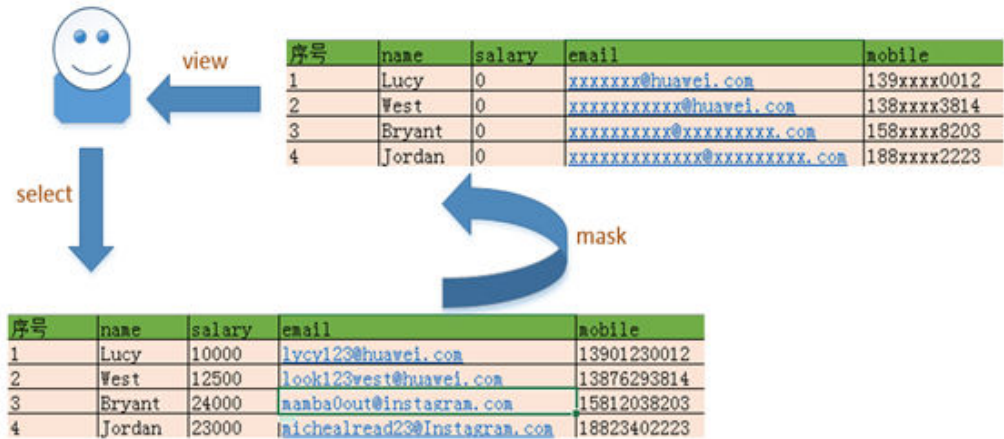 view
序号 name salary email mobile
1 Lucy 0 xxxxxxx@huawei.com 139xxxx0012
2 West 0 xxxxxxxxxxx@huawei.com 138xxxx3814
3 Bryant 0 xxxxxxxxxx@xxxxxxxxx.com 158xxxx8203
4 Jordan 0 xxxxxxxxxxxxx@xxxxxxxxx.com 188xxxx2223
select
mask
序号 name salary email mobile
1 Lucy 10000 lycy123@huawei.com 13901230012
2 West 12500 look123west@huawei.com 13876293814
3 Bryant 24000 mamba0out@instagram.com 15812038203
4 Jordan 23000 michealread23@Instagram.com 18823402223